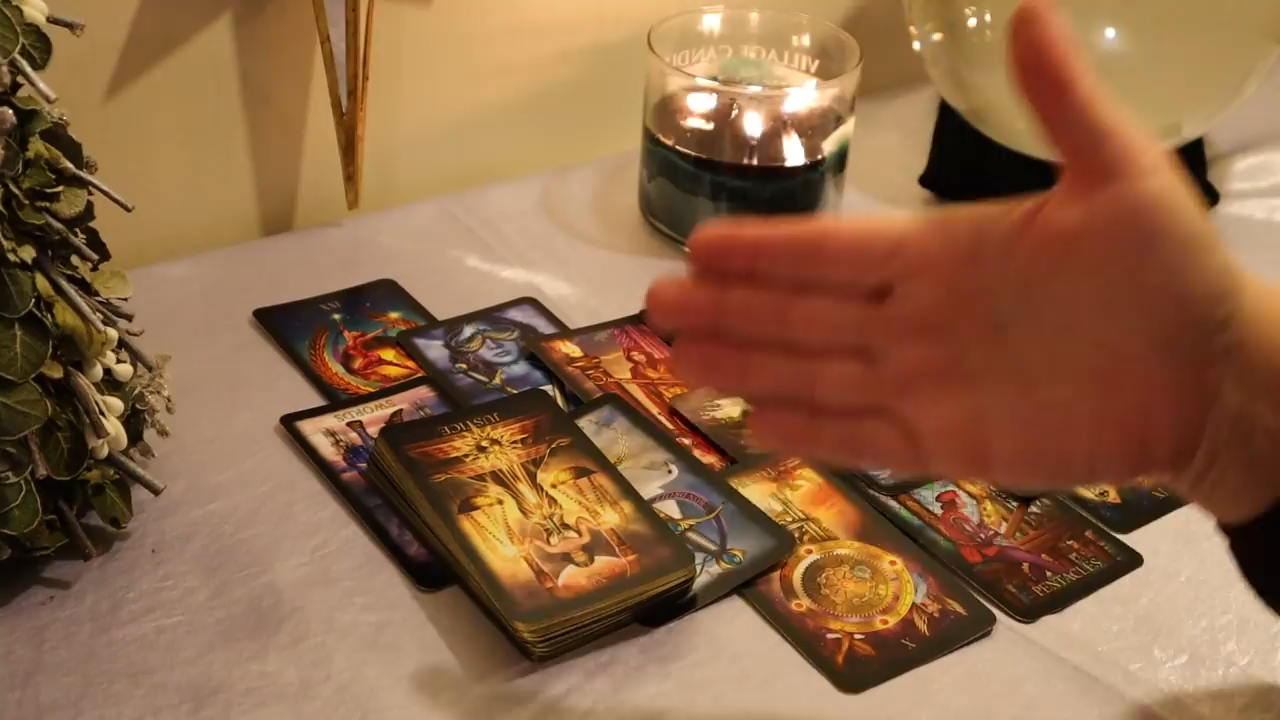 VILLAGE CANDLE
XXI
SWORDS
JUSTICE
PENTACLES
X